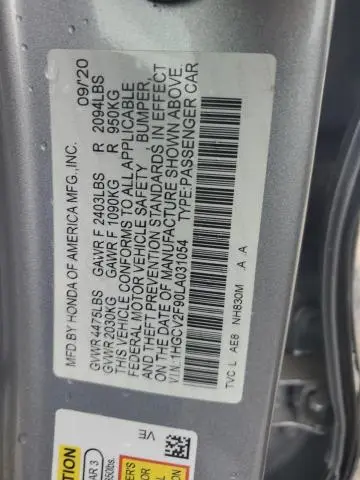 MFD BY HONDA OF AMERICA MFG.,INC. 09/20
GVWR 4475LBS GAWR F 2403LBS R 2094LBS
GVWR 2030KG GAWR F 1090KG R 950KG
THIS VEHICLE CONFORMS TO ALL APPLICABLE
FEDERAL MOTOR VEHICLE SAFETY , BUMPER,
AND THEFT PREVENTION STANDARDS IN EFFECT
ON THE DATE OF MANUFACTURE SHOWN ABOVE.
V.I.N.:1HGCV2F90LA031054 TYPE:PASSENGER CAR
TVC L AE8 NH830M .A .A